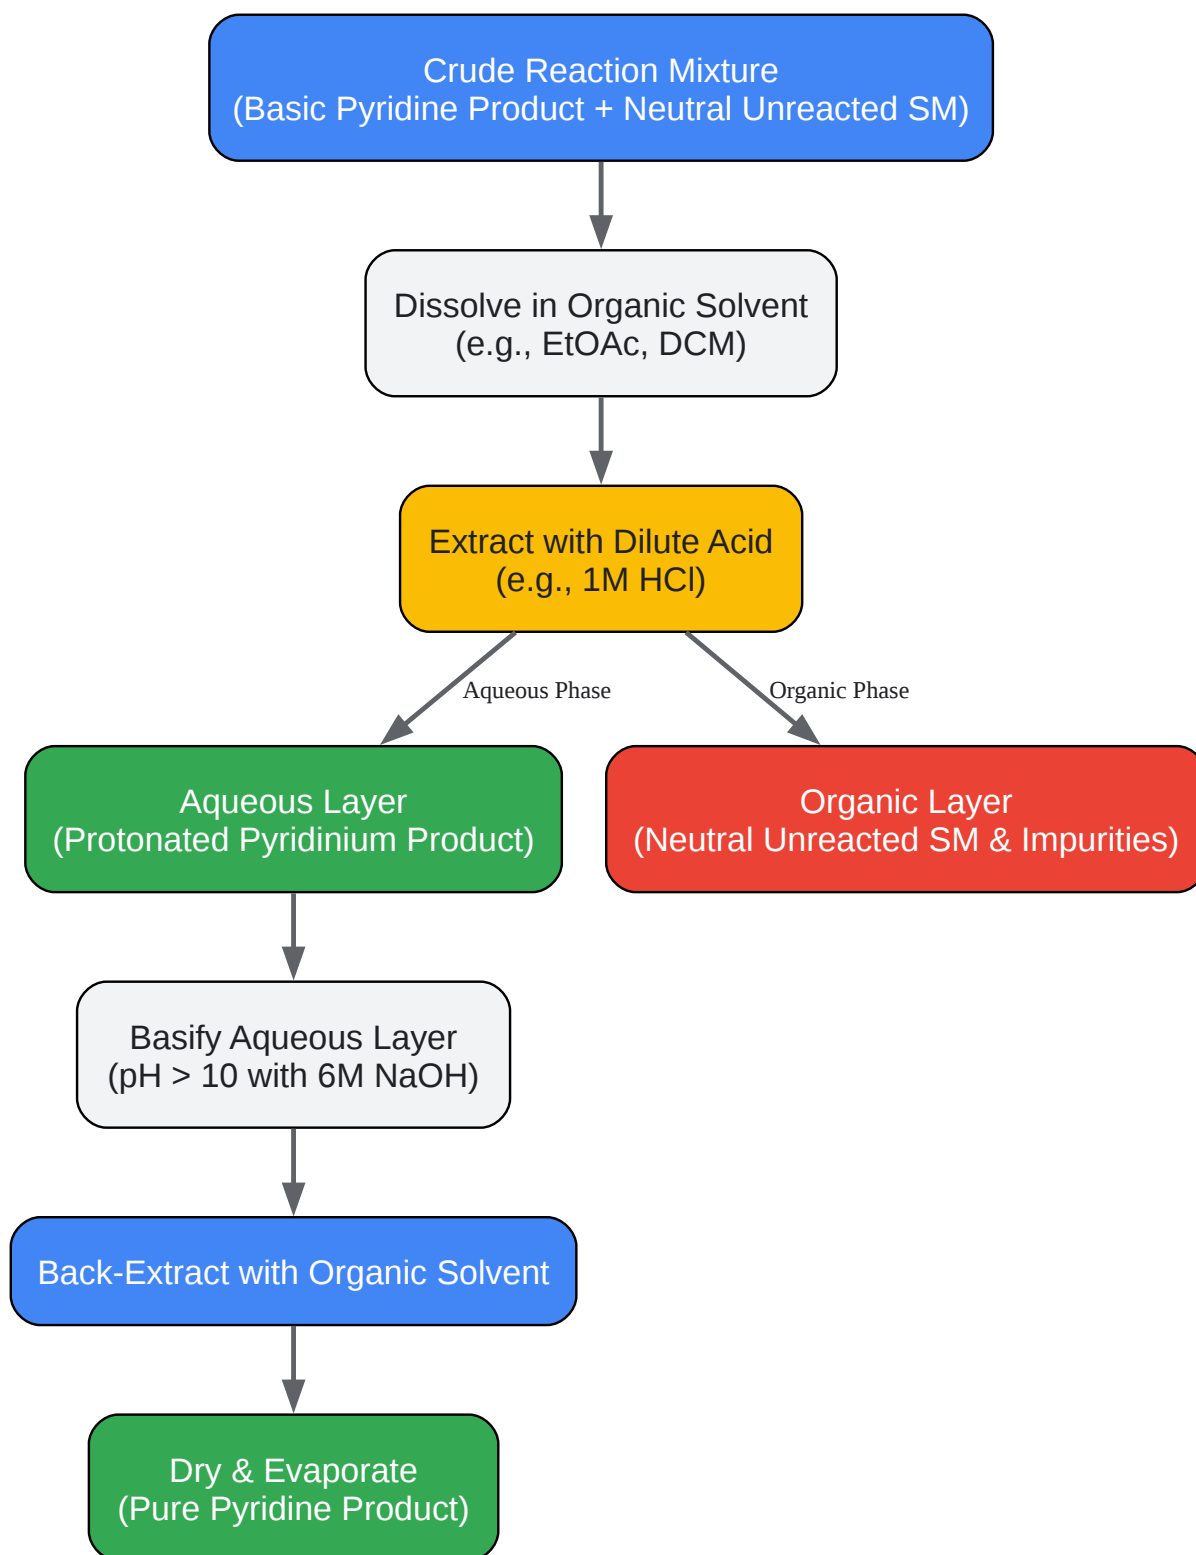 Crude Reaction Mixture
(Basic Pyridine Product + Neutral Unreacted SM)
Dissolve in Organic Solvent
(e.g., EtOAc, DCM)
Extract with Dilute Acid
(e.g., 1M HCl)
Aqueous Phase
Organic Phase
Aqueous Layer
(Protonated Pyridinium Product)
Organic Layer
(Neutral Unreacted SM & Impurities)
Basify Aqueous Layer
(pH > 10 with 6M NaOH)
Back-Extract with Organic Solvent
Dry & Evaporate
(Pure Pyridine Product)